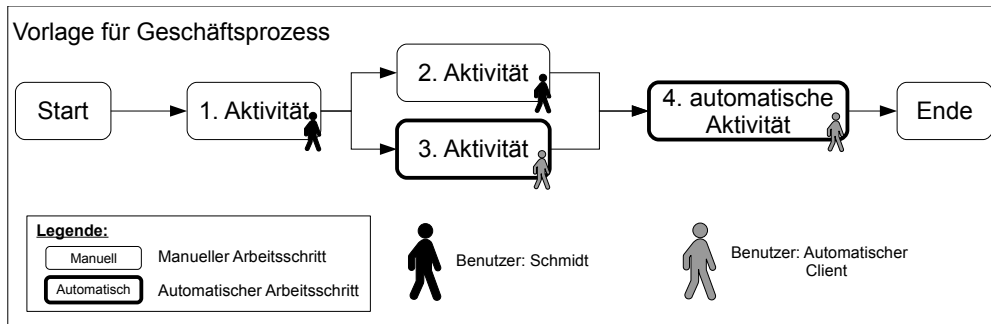 Vorlage für Geschäftsprozess
Start
1. Aktivität
2. Aktivität
3. Aktivität
4. automatische
Aktivität
Ende
Legende:
Manuell
Manueller Arbeitsschritt
Automatisch
Automatischer Arbeitsschritt
Benutzer: Schmidt
Benutzer: Automatischer
Client